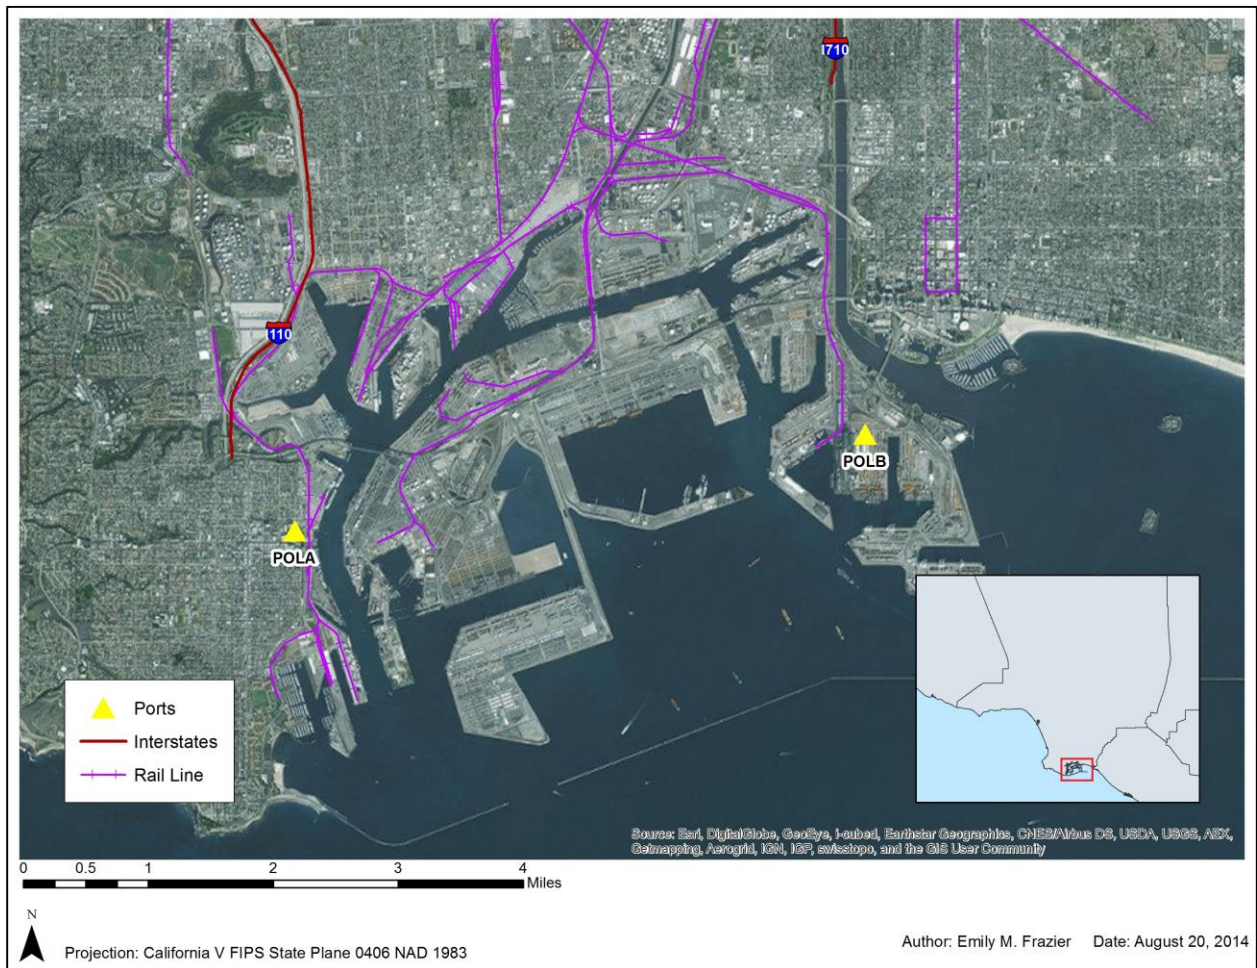 I710
110
POLB
POLA
Ports
Interstates
Rail Line
Source: Esri, DigitalGlobe, GeoEye, i-cubed, Earthstar Geographics, CNES/Airbus DS, USDA, USGS, AEX,
Getmapping, Aerogrid, IGN, IGP, swisstopo, and the GIS User Community
0 0.5 1 2 3 4
Miles
N
Projection: California V FIPS State Plane 0406 NAD 1983
Author: Emily M. Frazier Date: August 20, 2014